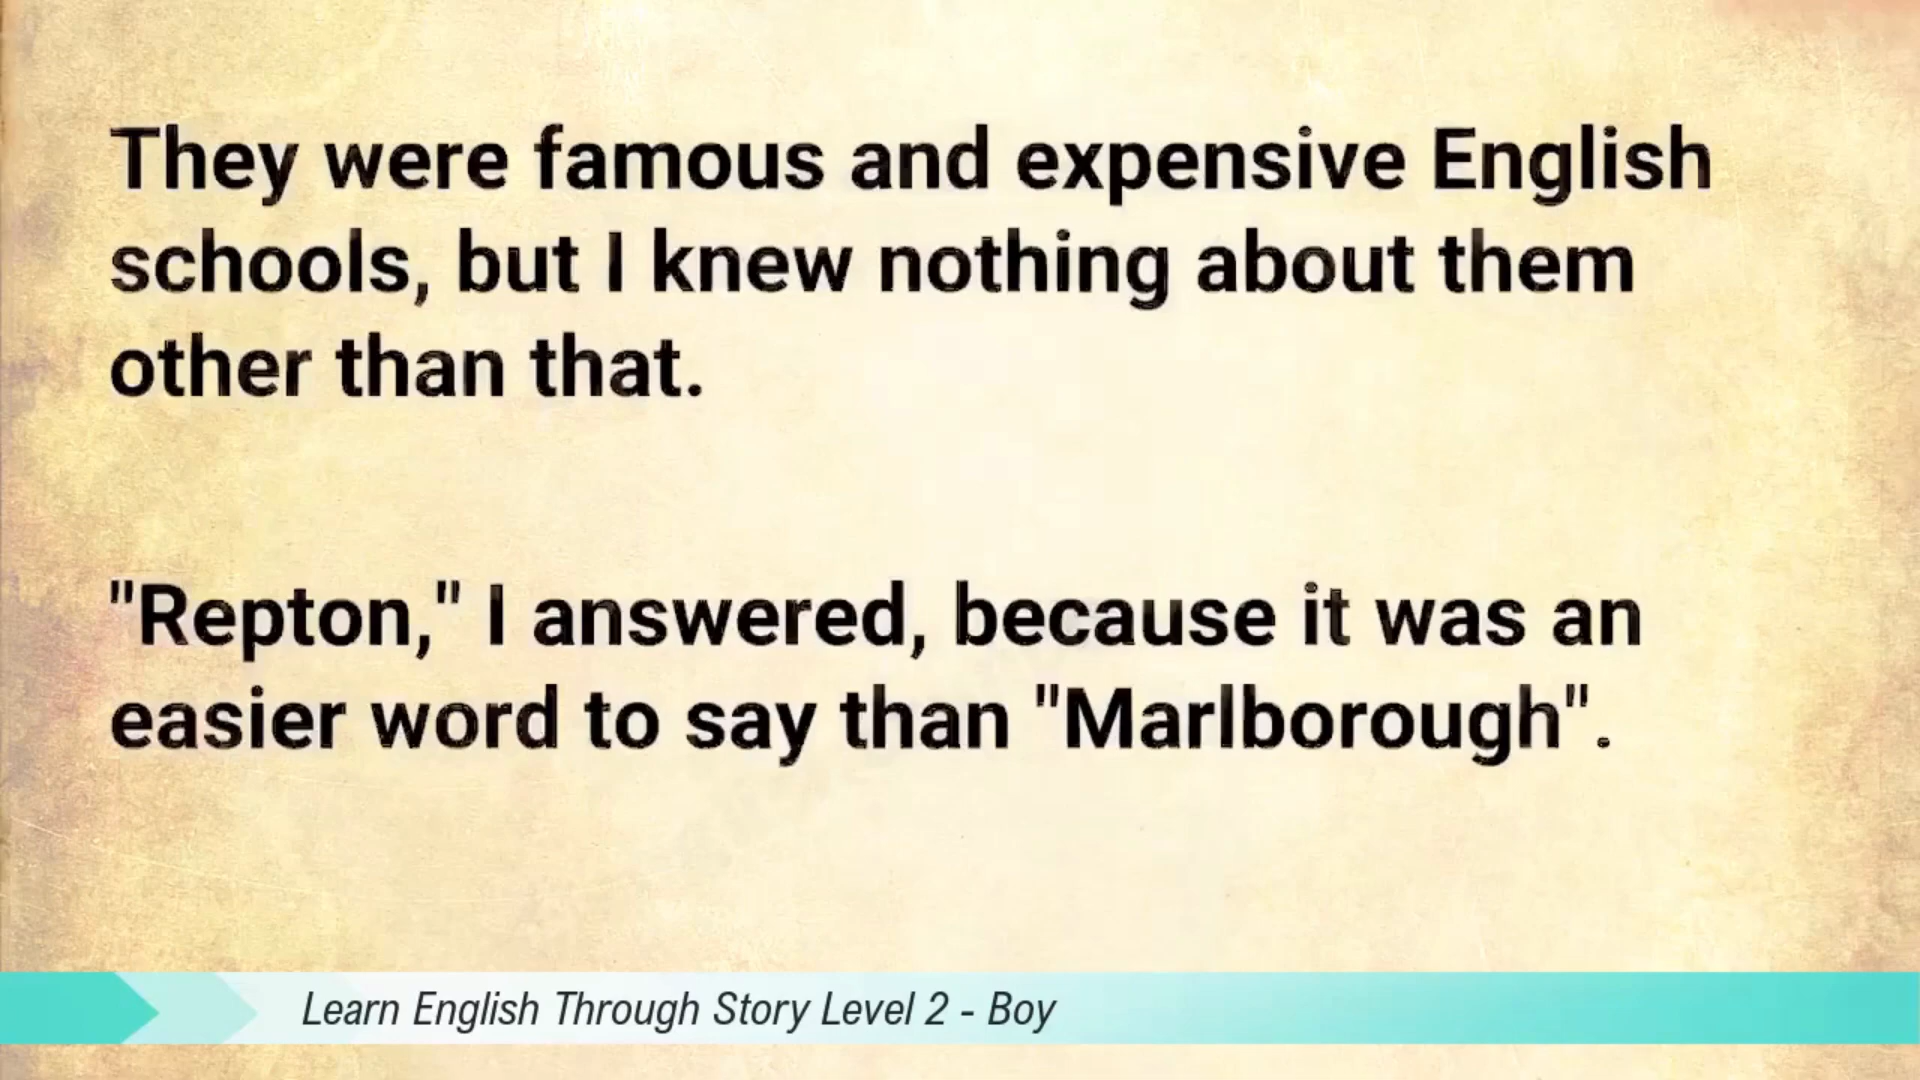 They were famous and expensive English
schools, but I knew nothing about them
other than that.
"Repton," I answered, because it was an
easier word to say than "Marlborough".
Learn English Through Story Level 2 - Boy